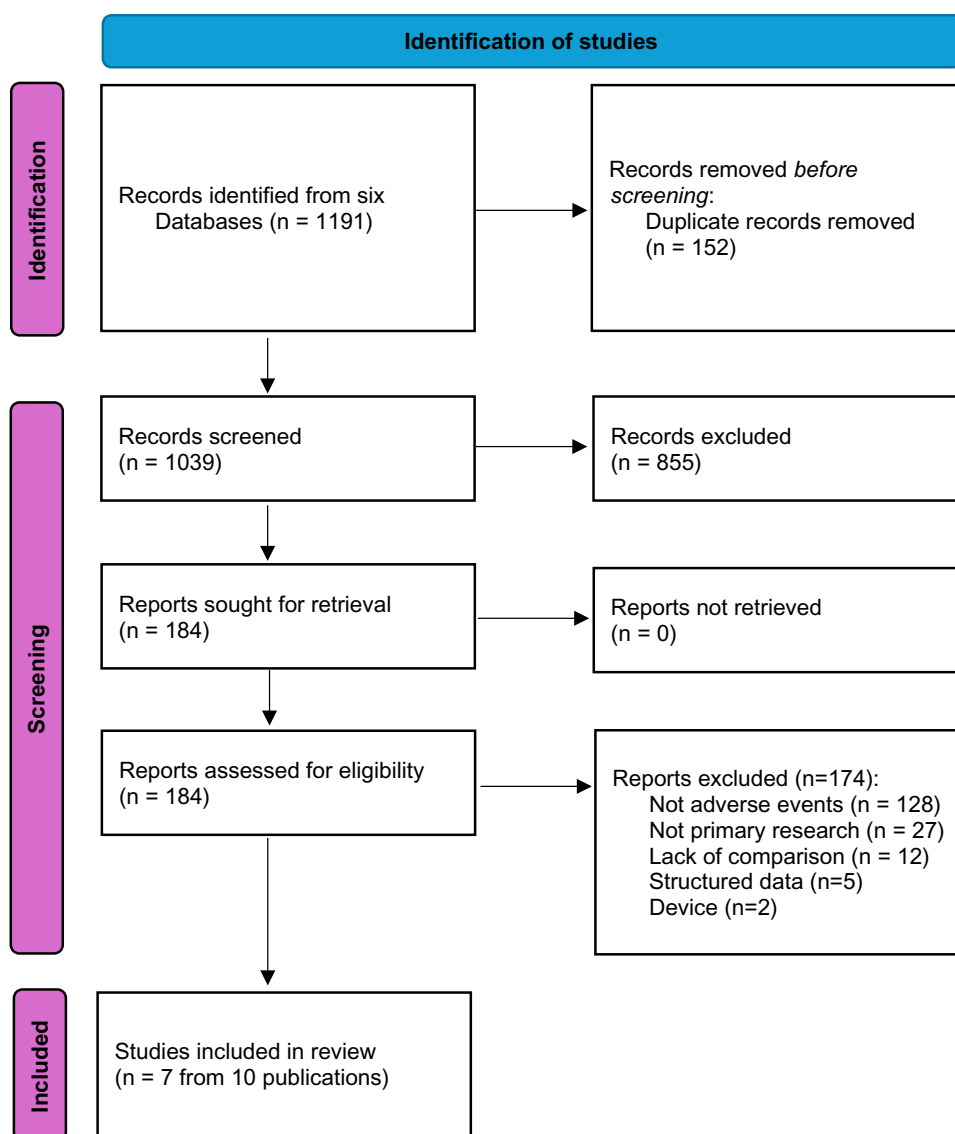 Identification of studies
Identification
Records identified from six
Databases (n = 1191)
Records removed before
screening:
Duplicate records removed
(n = 152)
Screening
Records screened
(n = 1039)
Records excluded
(n = 855)
Reports sought for retrieval
(n = 184)
Reports not retrieved
(n = 0)
Reports assessed for eligibility
(n = 184)
Reports excluded (n=174):
Not adverse events (n = 128)
Not primary research (n = 27)
Lack of comparison (n = 12)
Structured data (n=5)
Device (n=2)
Included
Studies included in review
(n = 7 from 10 publications)